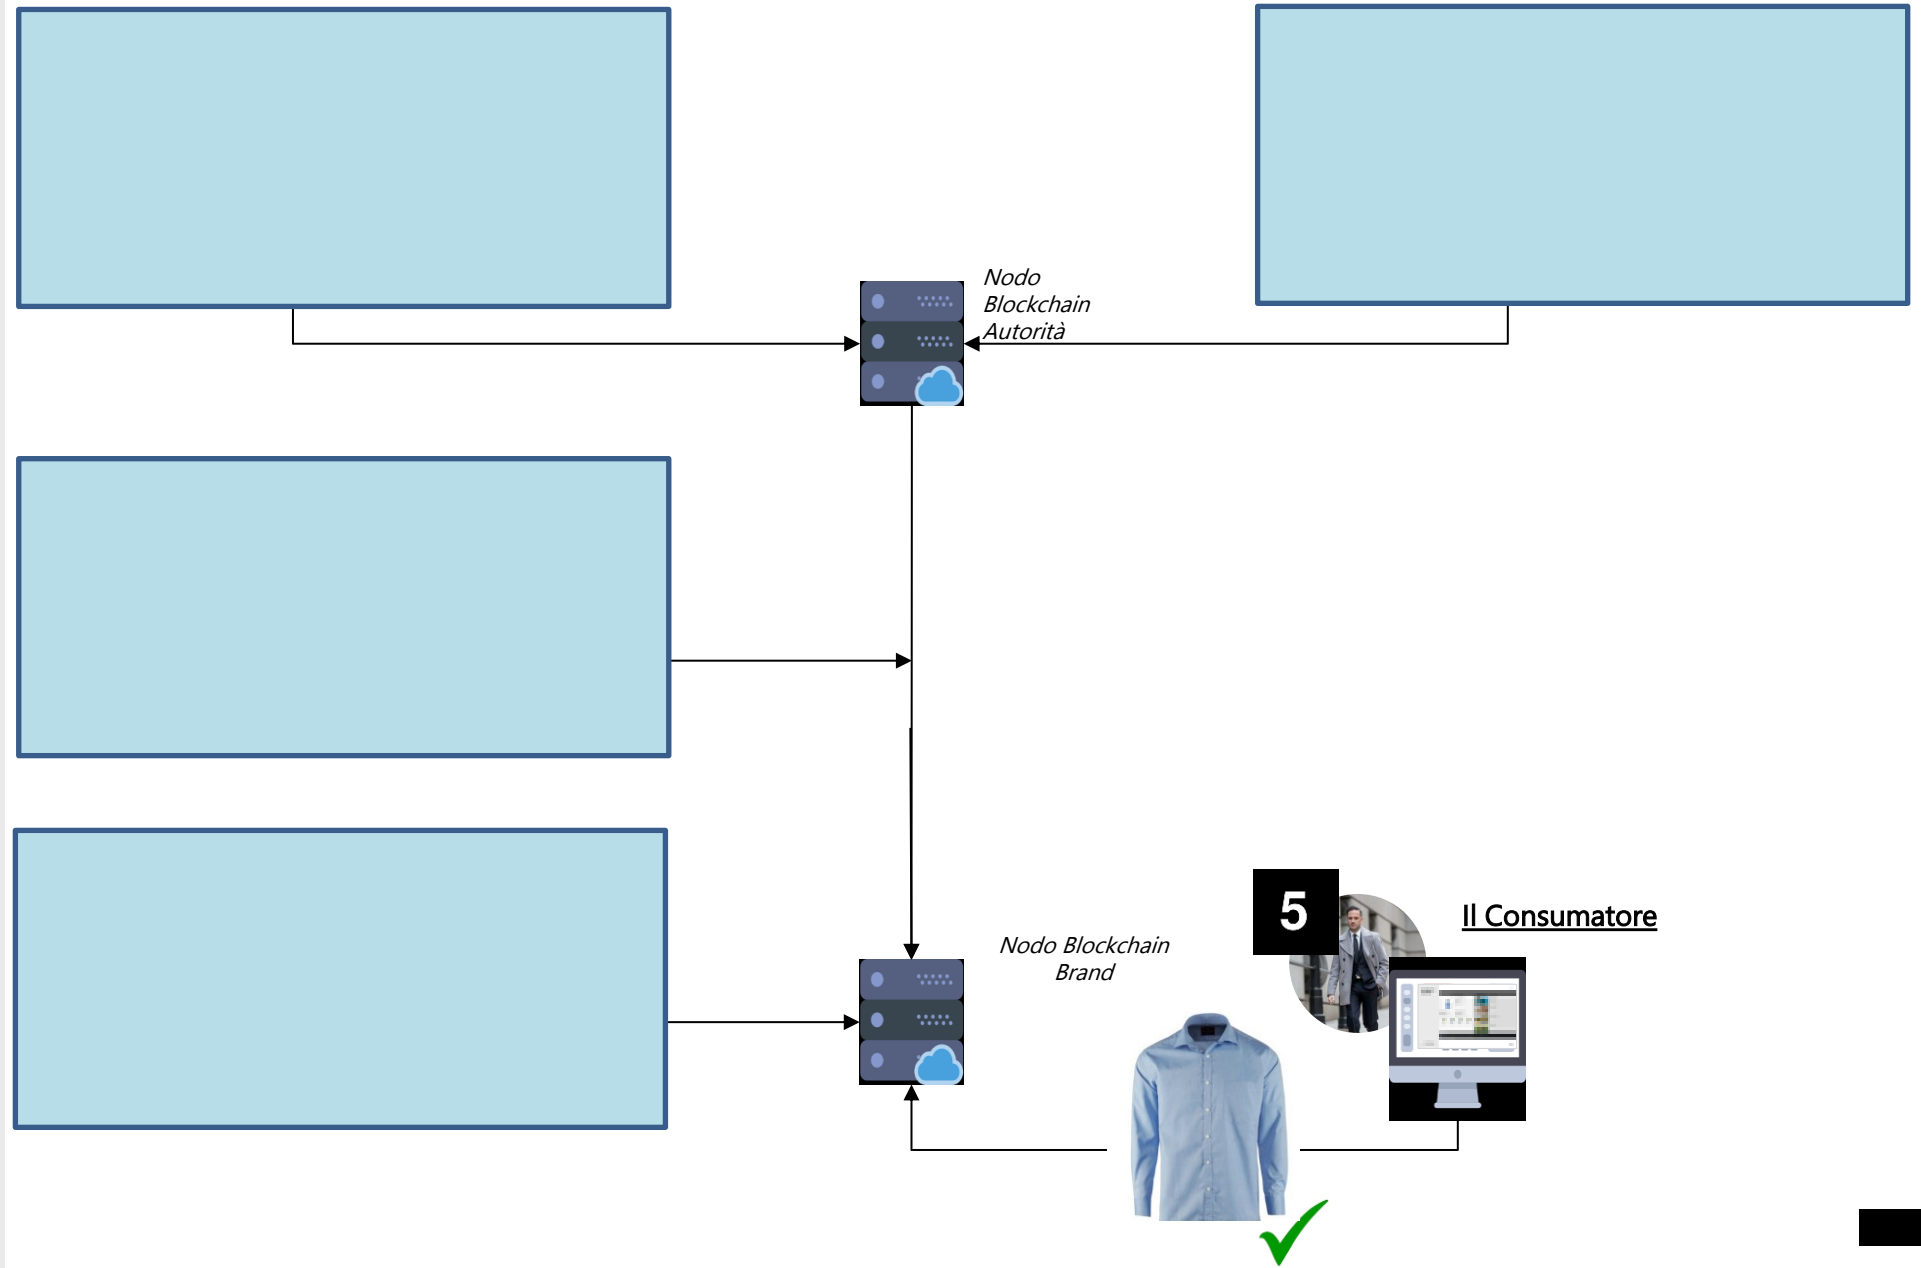 Nodo
Blockchain
Autorità
5
Il Consumatore
Nodo Blockchain
Brand